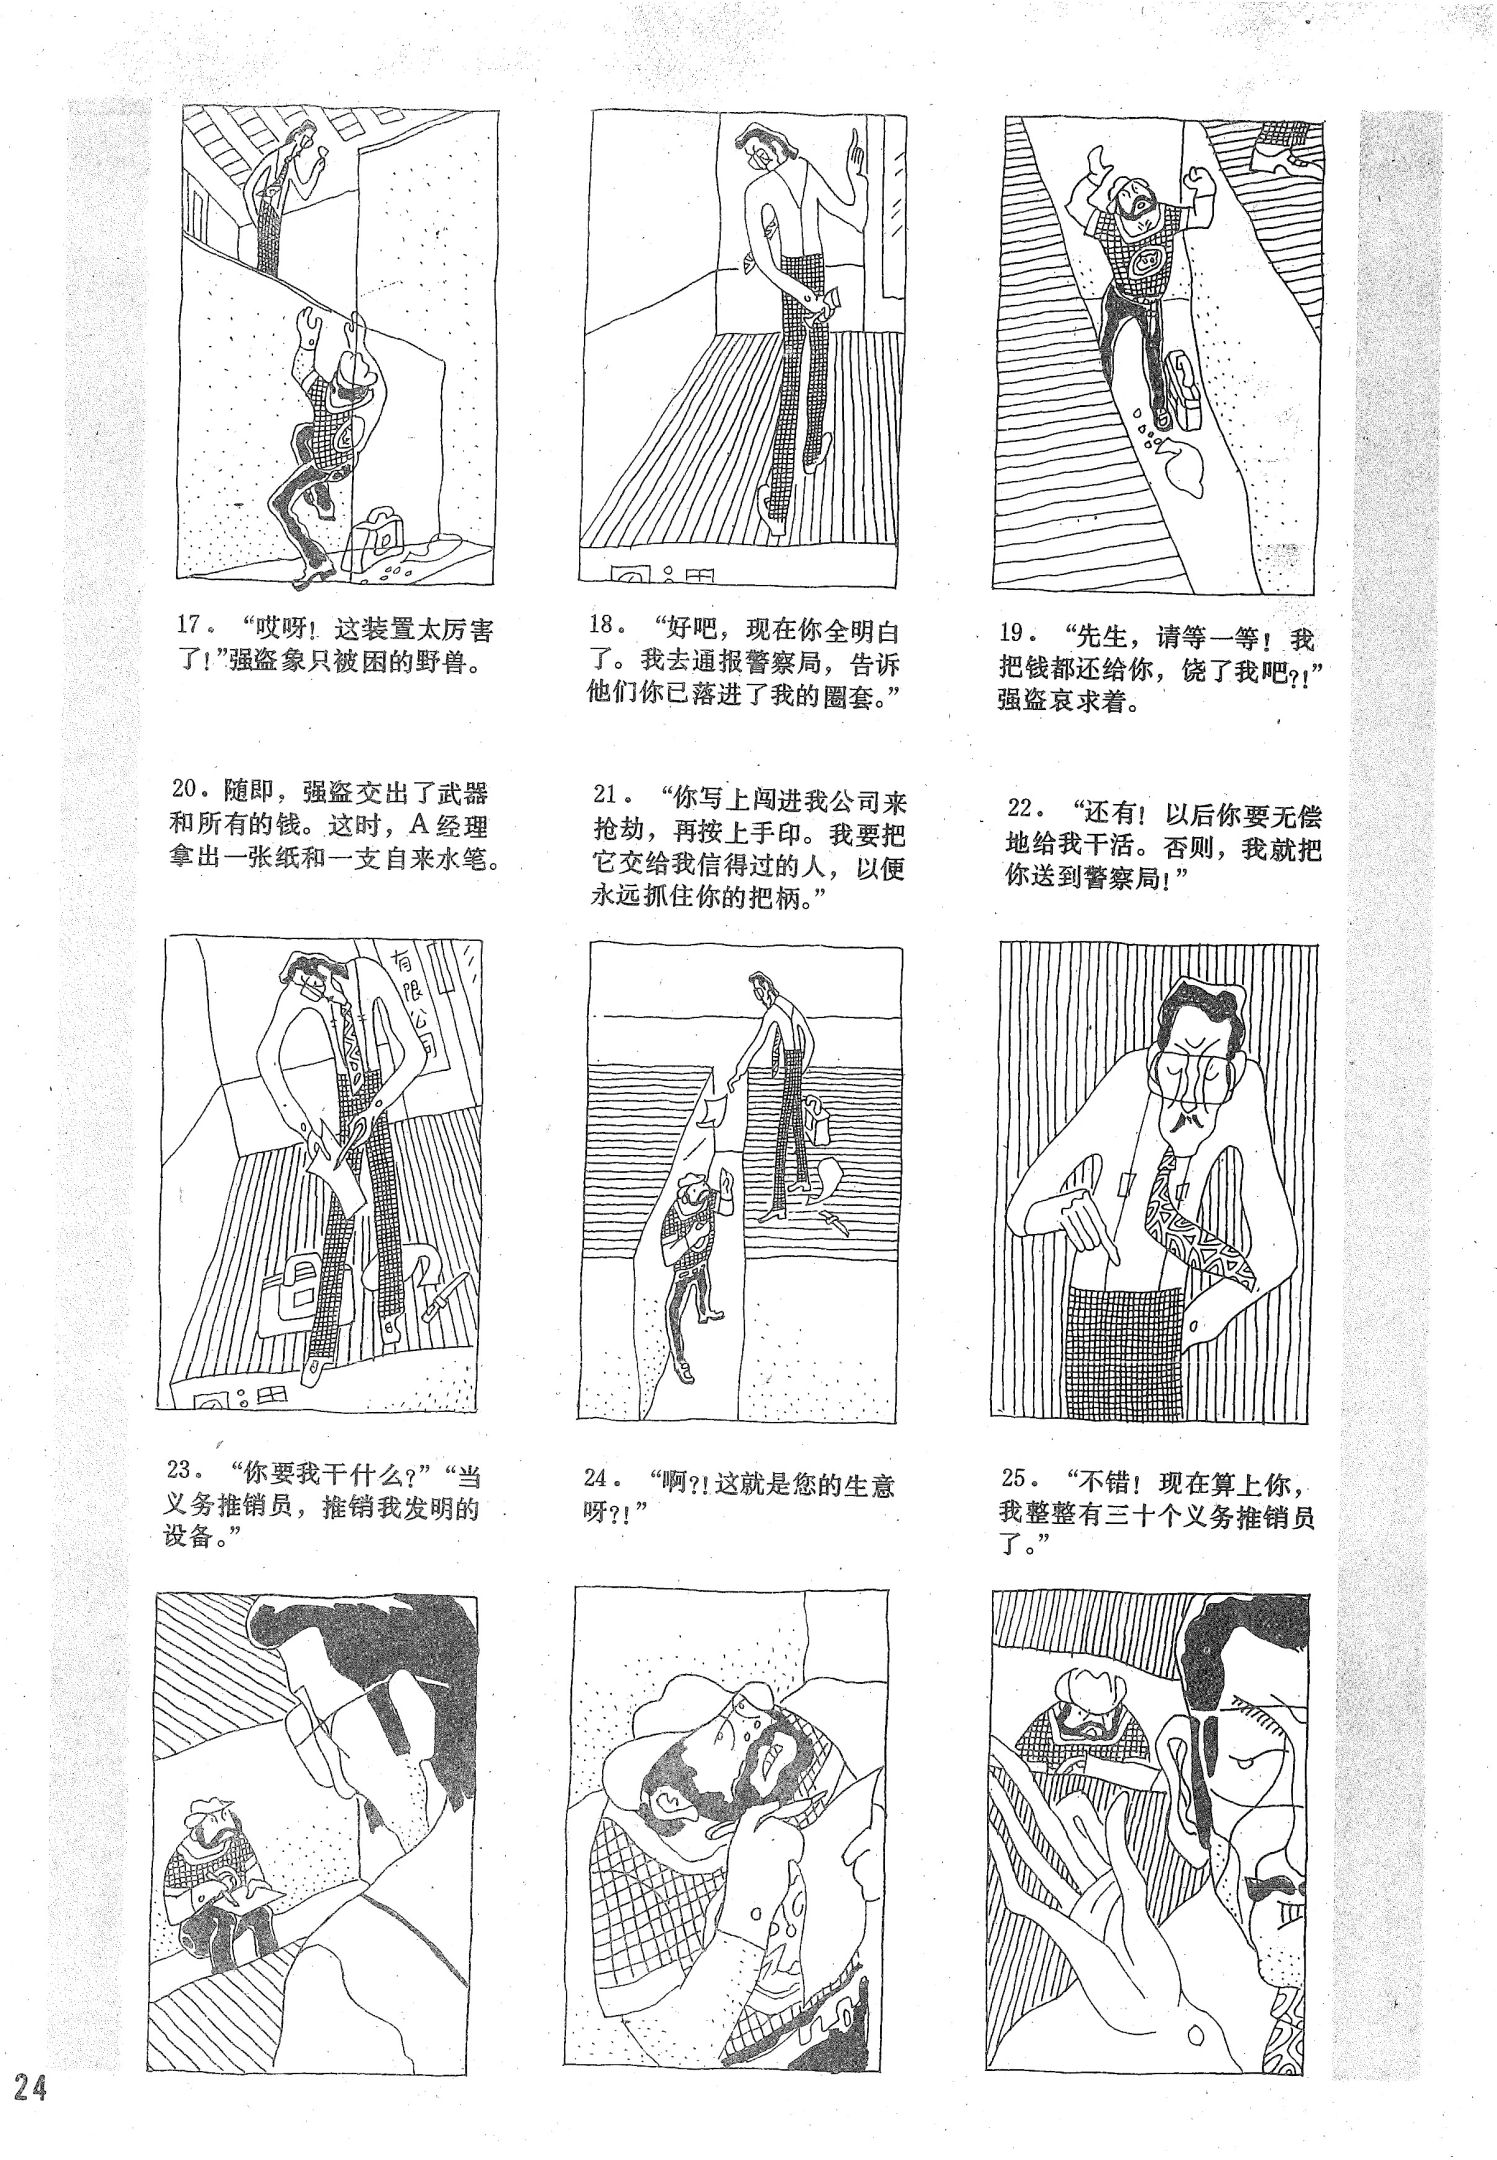 17。 “哎呀！这装置太厉害
了！”强盗象只被困的野兽。
18。 “好吧，现在你全明白
了。我去通报警察局，告诉
他们你已落进了我的圈套。”
19。 “先生，请等一等！我
把钱都还给你，饶了我吧？！”
强盗哀求着。
20。随即，强盗交出了武器
和所有的钱。这时，A经理
拿出一张纸和一支自来水笔。
21。 “你写上闯进我公司来
抢劫，再按上手印。我要把
它交给我信得过的人，以便
永远抓住你的把柄。”
22。 “还有！以后你要无偿
地给我干活。否则，我就把
你送到警察局！”
有限公司
23。 “你要我干什么？”“当
义务推销员，推销我发明的
设备。”
24。 “啊？！这就是您的生意
呀？！”
25。 “不错！现在算上你，
我整整有三十个义务推销员
了。”
24